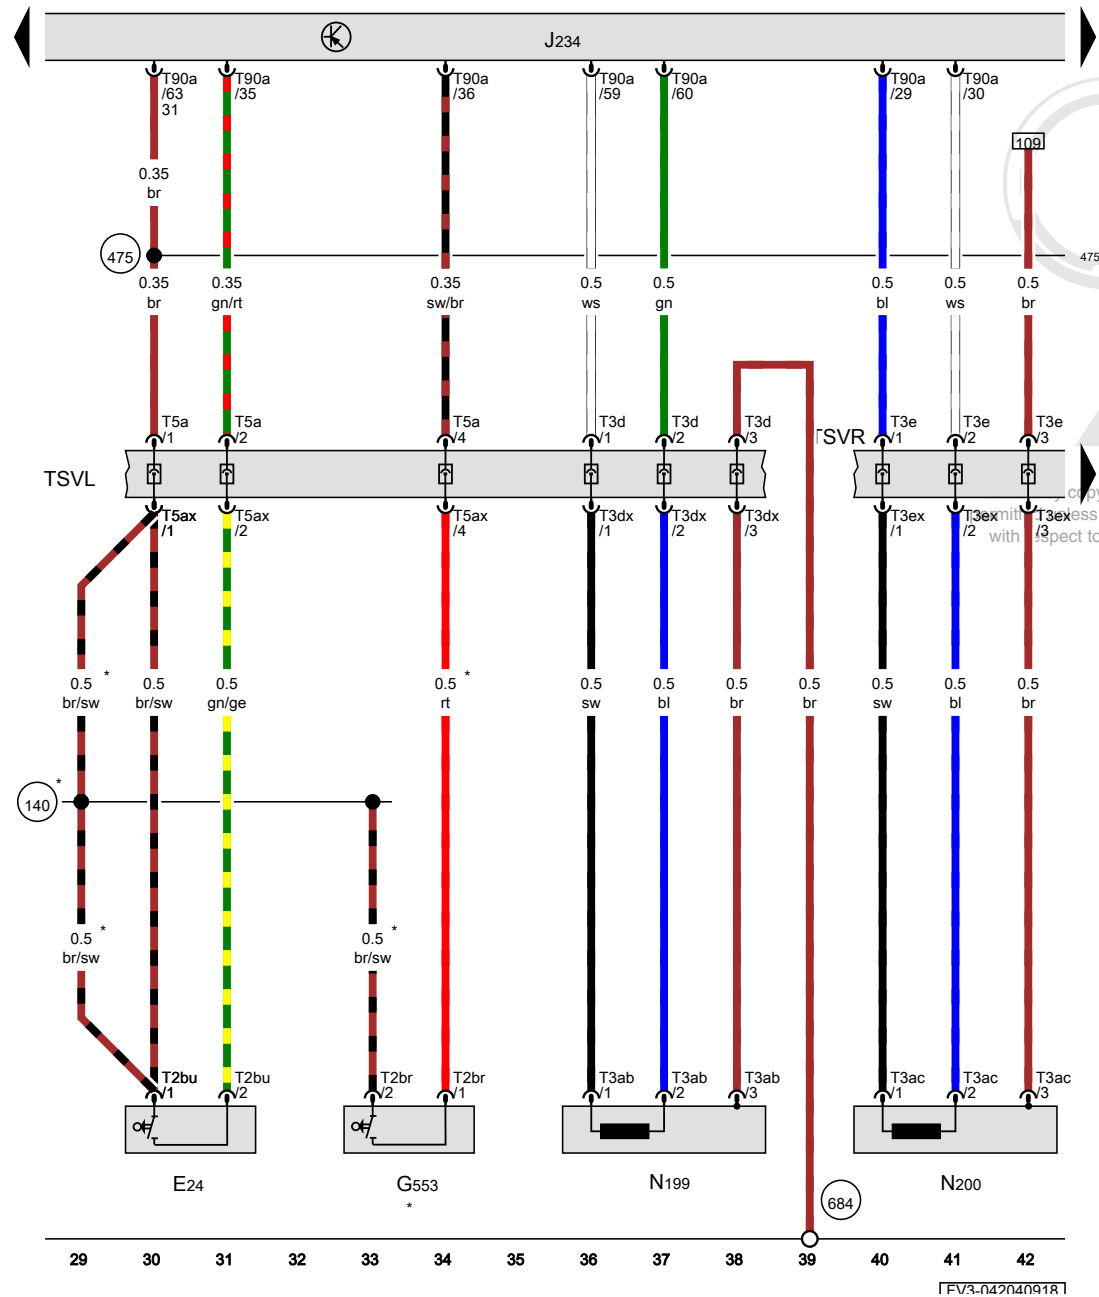 J234
T90a T90a T90a T90a T90a T90a T90a
/63 /35 /36 /59 /60 /29 /30
31
109
0.35
br
475
475
0.35 0.35 0.35 0.5 0.5 0.5 0.5 0.5
br gn/rt sw/br ws gn bl ws br
T5a T5a T5a T3d T3d T3d T3e T3e T3e
/1 /2 /4 /1 /2 /3 /1 /2 /3
TSVR
TSVL
T5ax T5ax T5ax T3dx T3dx T3dx T3ex T3ex T3ex
/1 /2 /4 /1 /2 /3 /1 /2 /3
with respect to
0.5 * 0.5 0.5 0.5 * 0.5 0.5 0.5 0.5 0.5 0.5 0.5
br/sw br/sw gn/ge rt sw bl br br sw bl br
140 *
0.5 * 0.5 *
br/sw br/sw
T2bu T2bu T2br T2br T3ab T3ab T3ab T3ac T3ac T3ac
/1 /2 /2 /1 /1 /2 /3 /1 /2 /3
E24 G553 N199 N200
*
684
29 30 31 32 33 34 35 36 37 38 39 40 41 42
EV3-042040918